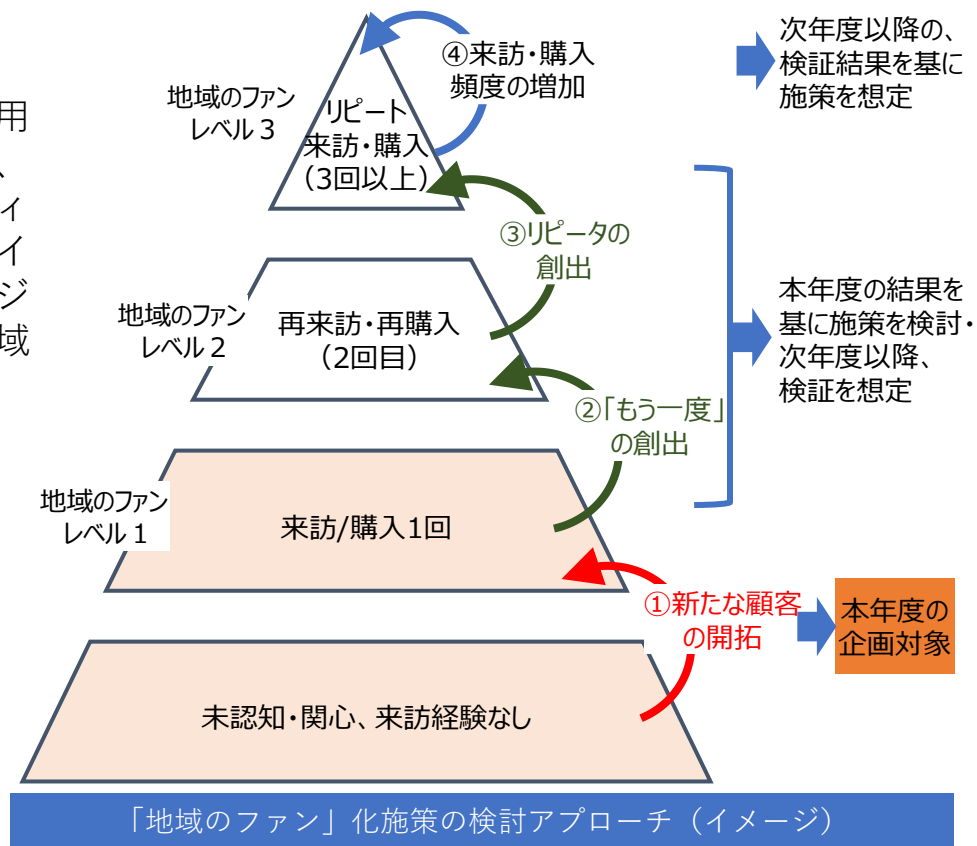 用
、
ィ
イ
ジ
域
地域のファン
レベル３
リピート
来訪・購入
（3回以上）
④来訪・購入
頻度の増加
次年度以降の、
検証結果を基に
施策を想定
③リピータの
創出
地域のファン
レベル２
再来訪・再購入
（2回目）
本年度の結果を
基に施策を検討・
次年度以降、
検証を想定
②「もう一度」
の創出
地域のファン
レベル１
来訪/購入1回
①新たな顧客
の開拓
本年度の
企画対象
未認知・関心、来訪経験なし
「地域のファン」化施策の検討アプローチ（イメージ）